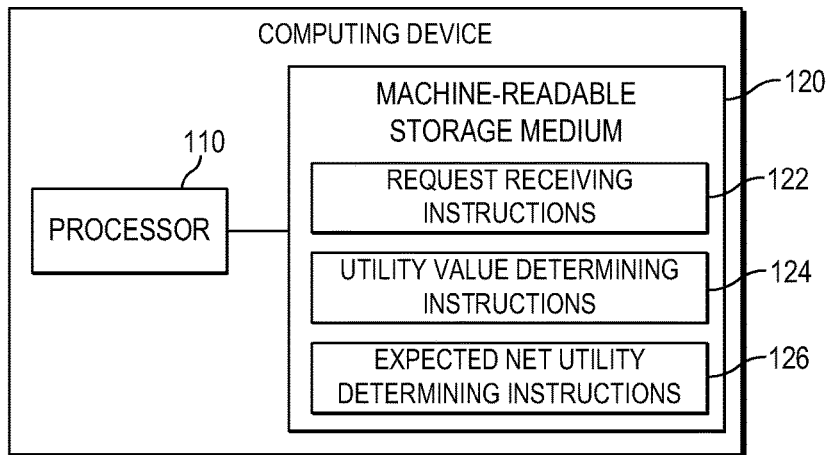 COMPUTING DEVICE
MACHINE-READABLE
STORAGE MEDIUM
120
110
PROCESSOR
REQUEST RECEIVING
INSTRUCTIONS
122
UTILITY VALUE DETERMINING
INSTRUCTIONS
124
EXPECTED NET UTILITY
DETERMINING INSTRUCTIONS
126